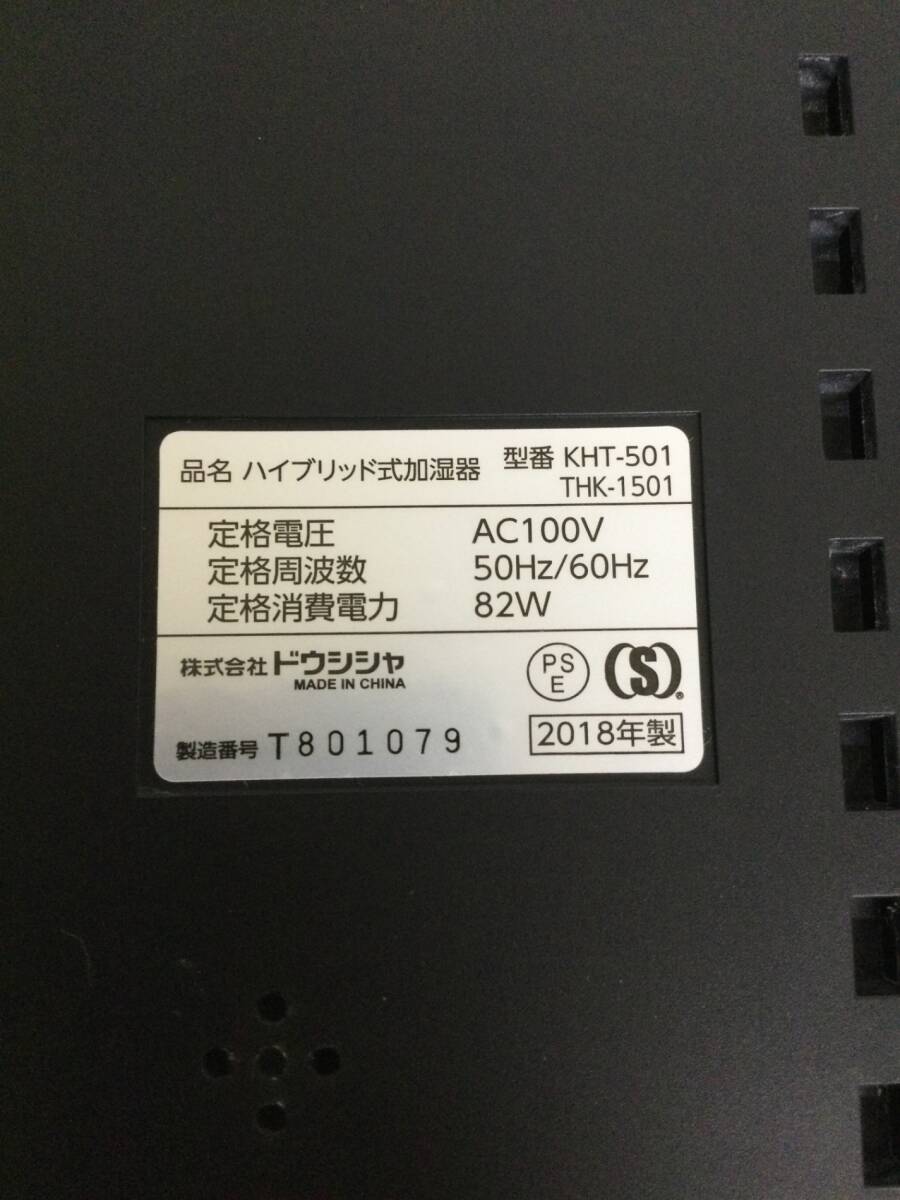 品名 ハイブリッド式加湿器 型番 KHT-501
THK-1501
定格電圧 AC100V
定格周波数 50Hz/60Hz
定格消費電力 82W
株式会社 ドウシシャ
MADE IN CHINA
PS
E
S
®
製造番号 T801079
2018年製